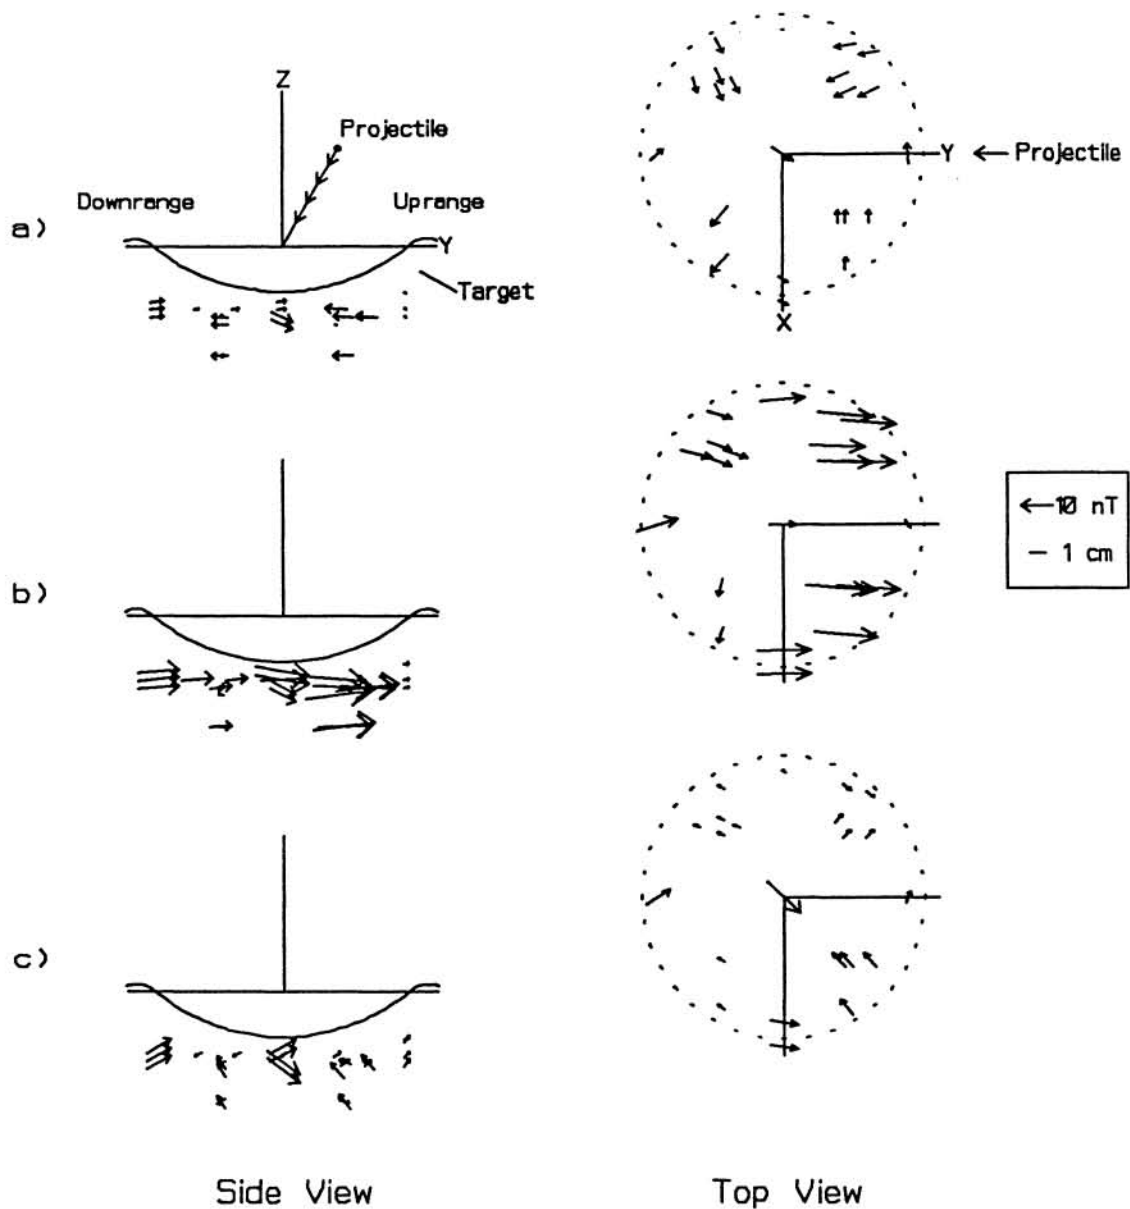 Z
Projectile
Downrange
Uprange
a)
Y
Target
Y ← Projectile
X
b)
← 10 nT
– 1 cm
c)
Side View
Top View